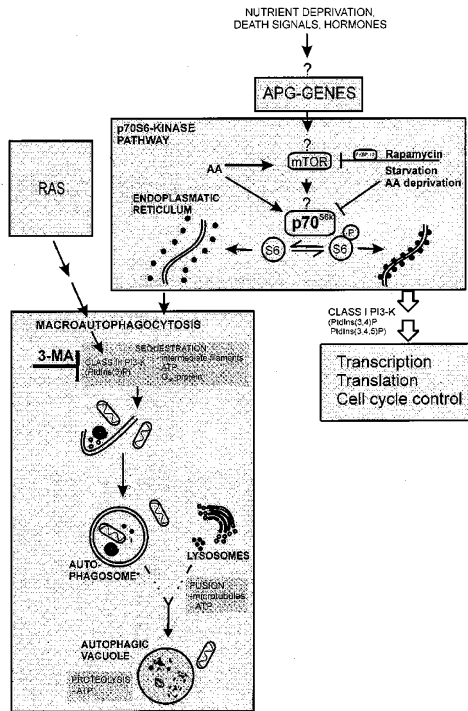 NUTRIENT DEPRIVATION,
DEATH SIGNALS, HORMONES
?
APG-GENES
p70S6-KINASE
PATHWAY
?
mTOR
Rapamycin
AA
Starvation
AA deprivation
?
p70S6k
ENDOPLASMATIC
RETICULUM
P
S6
S6
RAS
CLASS I PI3-K
(PtdIns(3,4)P
PtdIns(3,4,5)P)
Transcription
Translation
Cell cycle control
MACROAUTOPHAGOCYTOSIS
3-MA
CLASS III PI3-K
(PtdIns(3)P)
SEQUESTRATION
-intermediate filaments
-ATP
-protein
AUTO-
PHAGOSOME*
LYSOSOMES
FUSION
-microtubules
-ATP
AUTOPHAGIC
VACUOLE
PROTEOLYSIS
-ATP